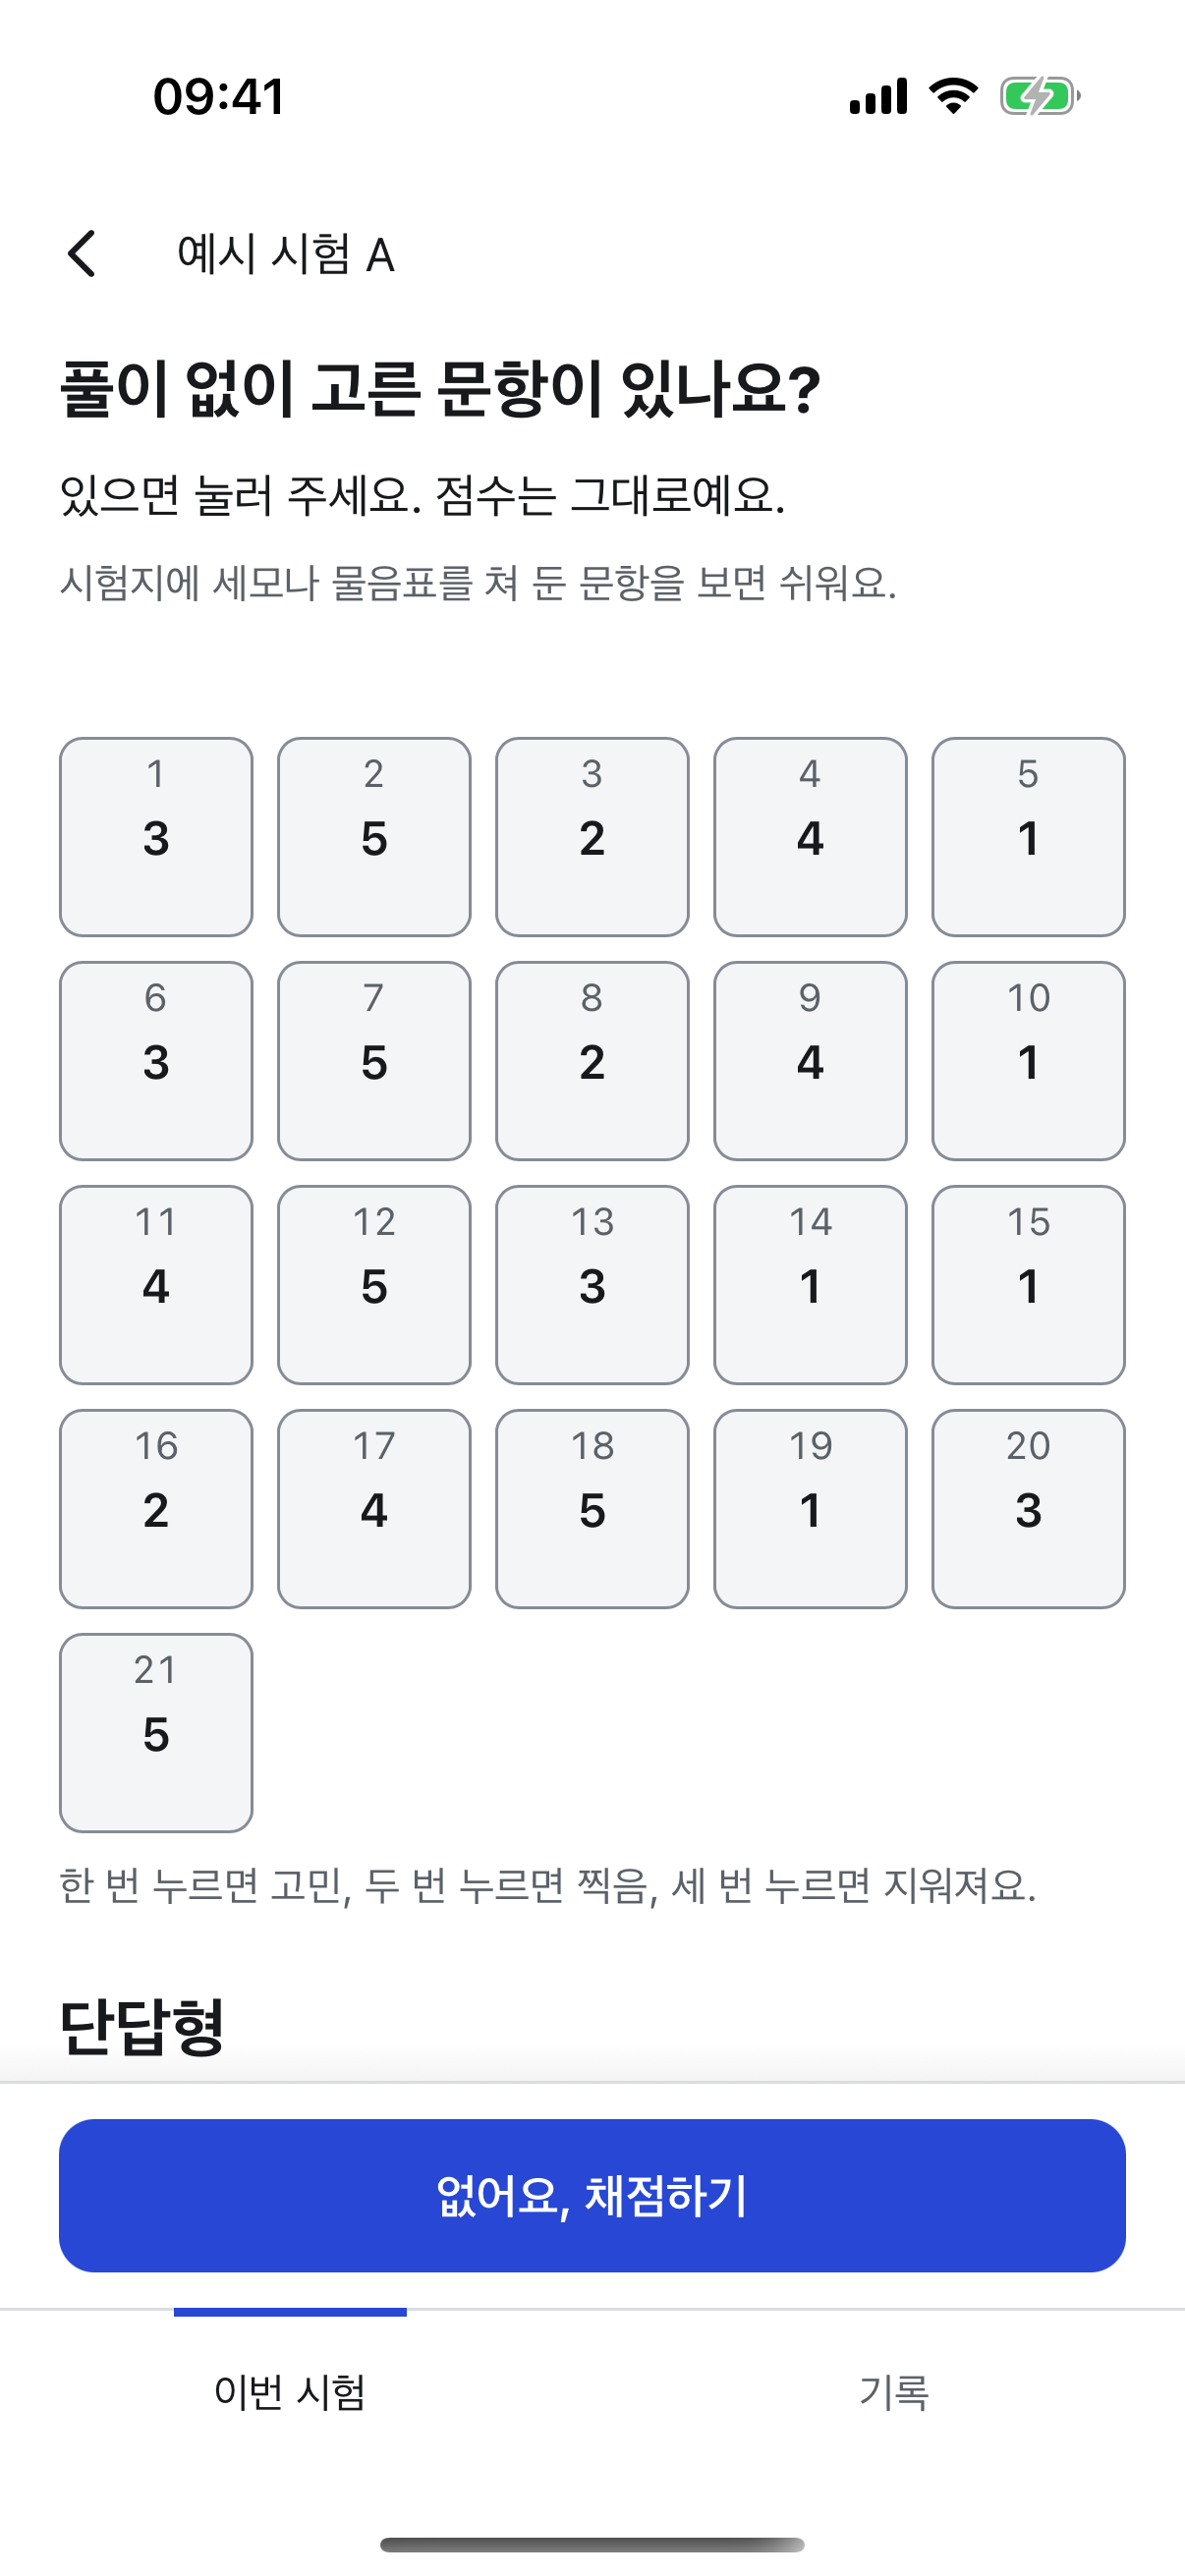 09:41
예시 시험 A
풀이 없이 고른 문항이 있나요?
있으면 눌러 주세요. 점수는 그대로예요.
시험지에 세모나 물음표를 쳐 둔 문항을 보면 쉬워요.
1 2 3 4 5
3 5 2 4 1
6 7 8 9 10
3 5 2 4 1
11 12 13 14 15
4 5 3 1 1
16 17 18 19 20
2 4 5 1 3
21
5
한 번 누르면 고민, 두 번 누르면 찍음, 세 번 누르면 지워져요.
단답형
없어요, 채점하기
이번 시험 기록